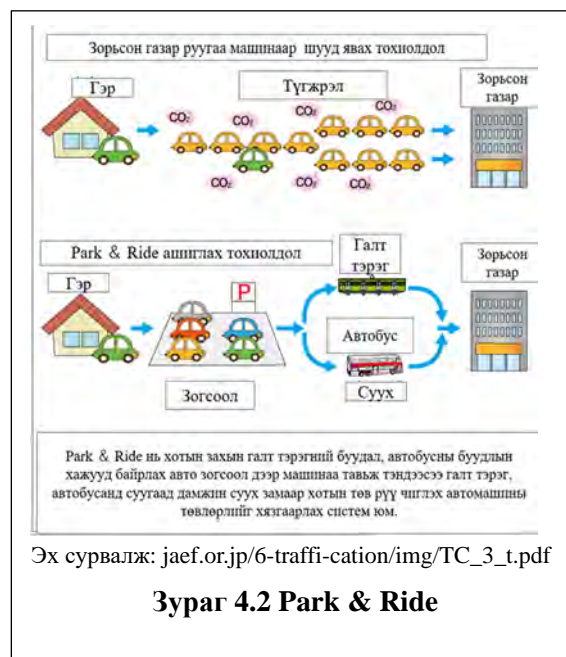 Зорьсон газар руугаа машинаар шууд явах тохиолдол
Гэр
Түгжрэл
Зорьсон
газар
CO2
CO2
CO2
CO2
CO2
CO2
CO2
Park & Ride ашиглах тохиолдол
Гэр
P
Зогсоол
Галт
тэрэг
Автобус
Суух
Зорьсон
газар
Park & Ride нь хотын захын галт тэрэгний буудал, автобусны буудлын
хажууд байрлах авто зогсоол дээр машинаа тавьж тэндээсээ галт тэрэг,
автобусанд суугаад дамжин суух замаар хотын төв рүү чиглэх автомашины
төвлөрлийг хязгаарлах систем юм.
Эх сурвалж: jaef.or.jp/6-traffi-cation/img/TC_3_t.pdf
Зураг 4.2 Park & Ride